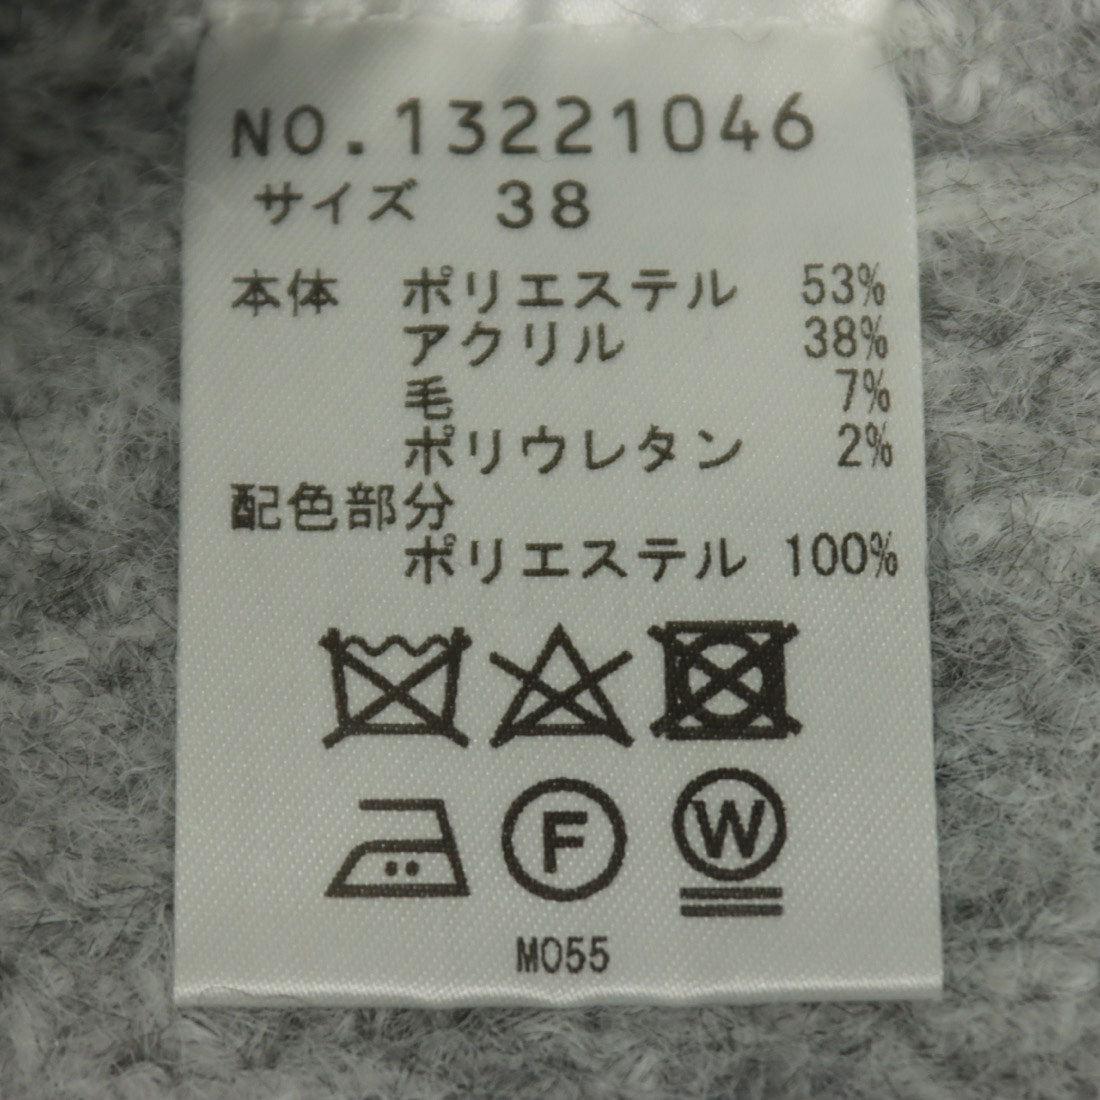 NO.13221046
サイズ 38
本体 ポリエステル 53%
アクリル 38%
毛 7%
ポリウレタン 2%
配色部分
ポリエステル 100%
F W
M055